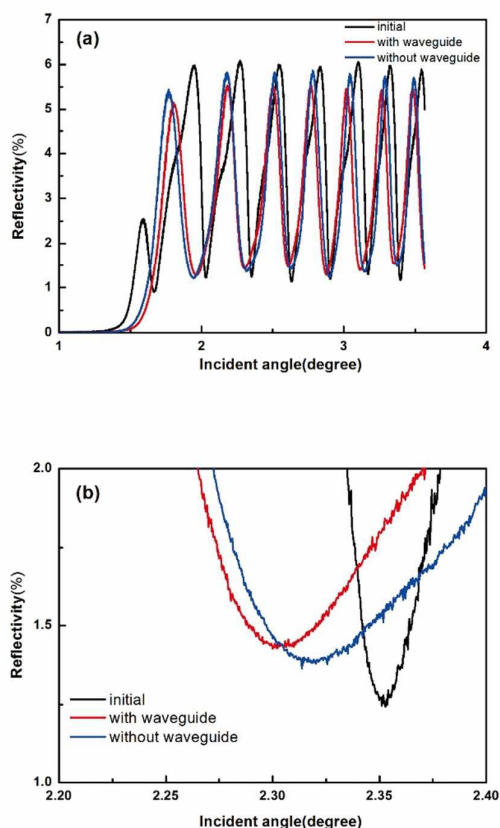 (a)
initial
with waveguide
without waveguide
7
6
5
4
3
2
1
0
Reflectivity(%)
1 2 3 4
Incident angle(degree)
(b)
2.0
1.5
1.0
Reflectivity(%)
initial
with waveguide
without waveguide
2.20 2.25 2.30 2.35 2.40
Incident angle(degree)